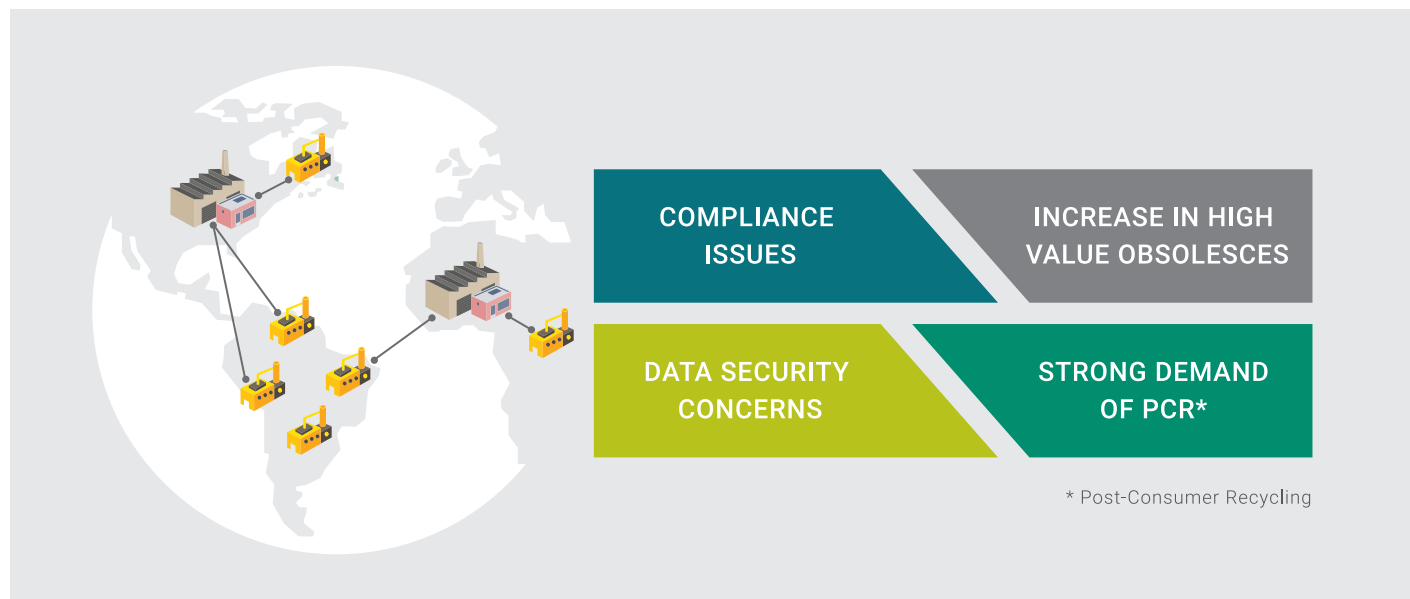 COMPLIANCE
ISSUES
INCREASE IN HIGH
VALUE OBSOLESCES
DATA SECURITY
CONCERNS
STRONG DEMAND
OF PCR*
* Post-Consumer Recycling